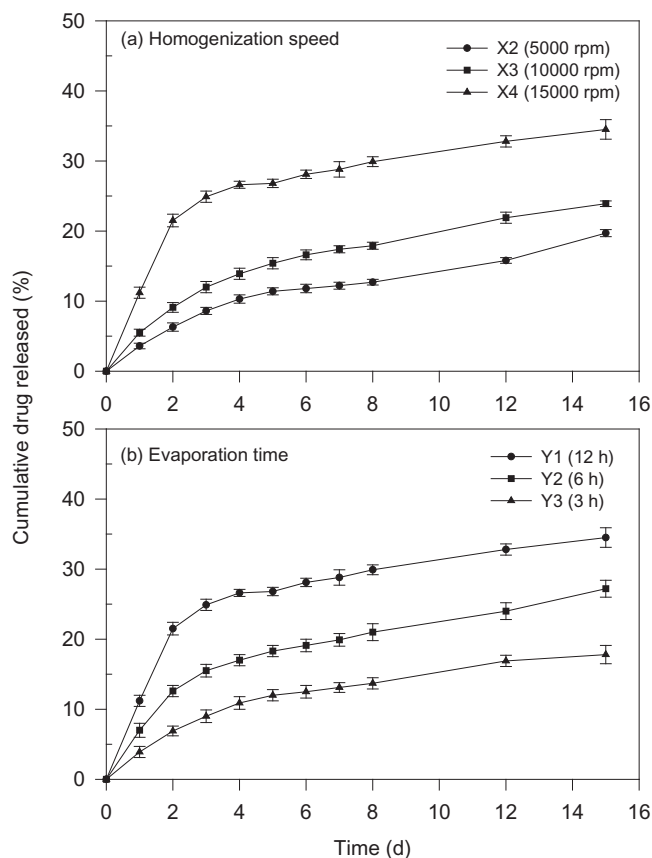 (a) Homogenization speed
X2 (5000 rpm)
X3 (10000 rpm)
X4 (15000 rpm)
50
40
30
20
10
0
0 2 4 6 8 10 12 14 16
Cumulative drug released (%)
(b) Evaporation time
Y1 (12 h)
Y2 (6 h)
Y3 (3 h)
50
40
30
20
10
0
0 2 4 6 8 10 12 14 16
Time (d)